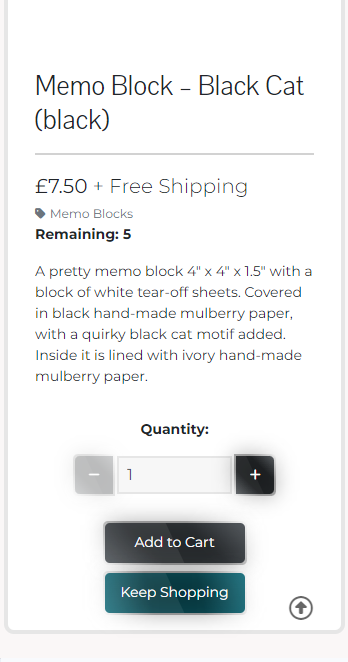 Memo Block – Black Cat
(black)
£7.50 + Free Shipping
Memo Blocks
Remaining: 5
A pretty memo block 4" x 4" x 1.5" with a
block of white tear-off sheets. Covered
in black hand-made mulberry paper,
with a quirky black cat motif added.
Inside it is lined with ivory hand-made
mulberry paper.
Quantity:
− 1 +
Add to Cart
Keep Shopping